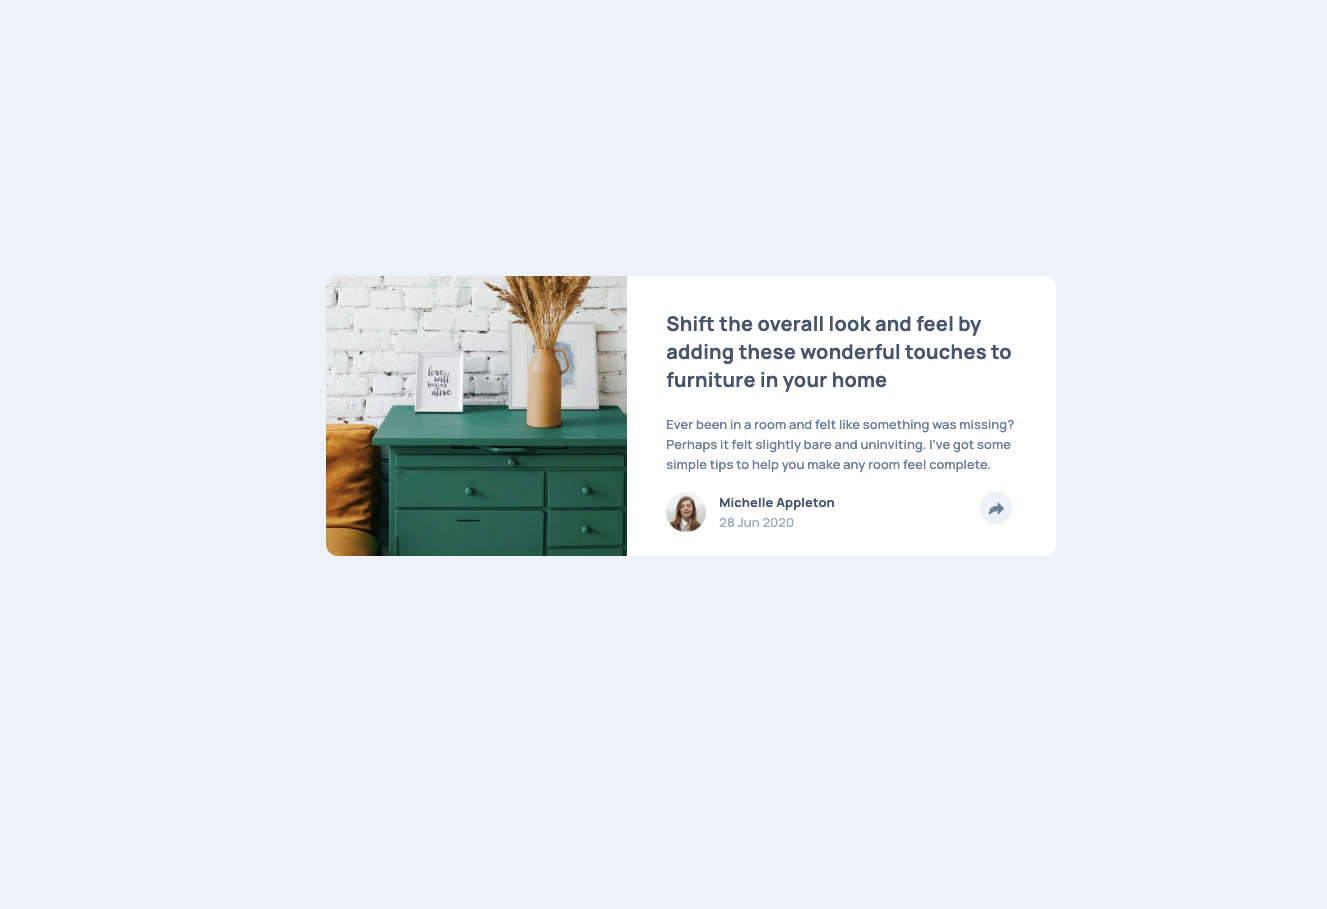 love
will
keep us
alive
Shift the overall look and feel by
adding these wonderful touches to
furniture in your home
Ever been in a room and felt like something was missing?
Perhaps it felt slightly bare and uninviting. I've got some
simple tips to help you make any room feel complete.
Michelle Appleton
28 Jun 2020